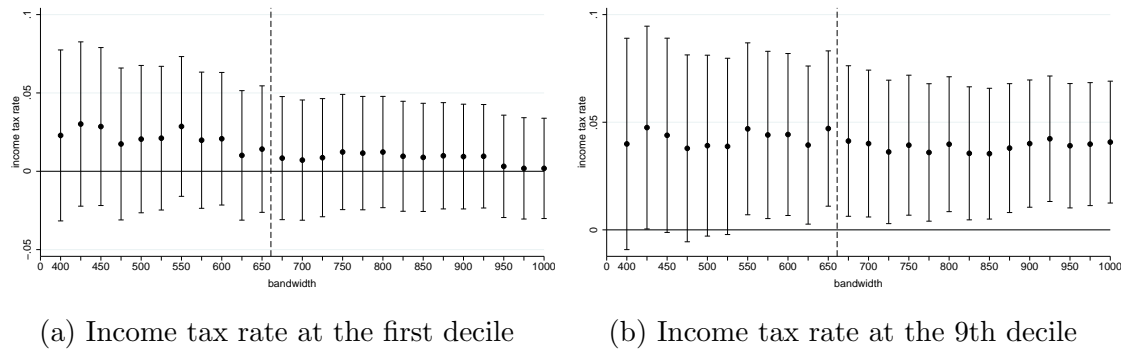 .1
.05
0
-.05
income tax rate
0 400 450 500 550 600 650 700 750 800 850 900 950 1000
bandwidth
(a) Income tax rate at the first decile
.1
.05
0
income tax rate
0 400 450 500 550 600 650 700 750 800 850 900 950 1000
bandwidth
(b) Income tax rate at the 9th decile